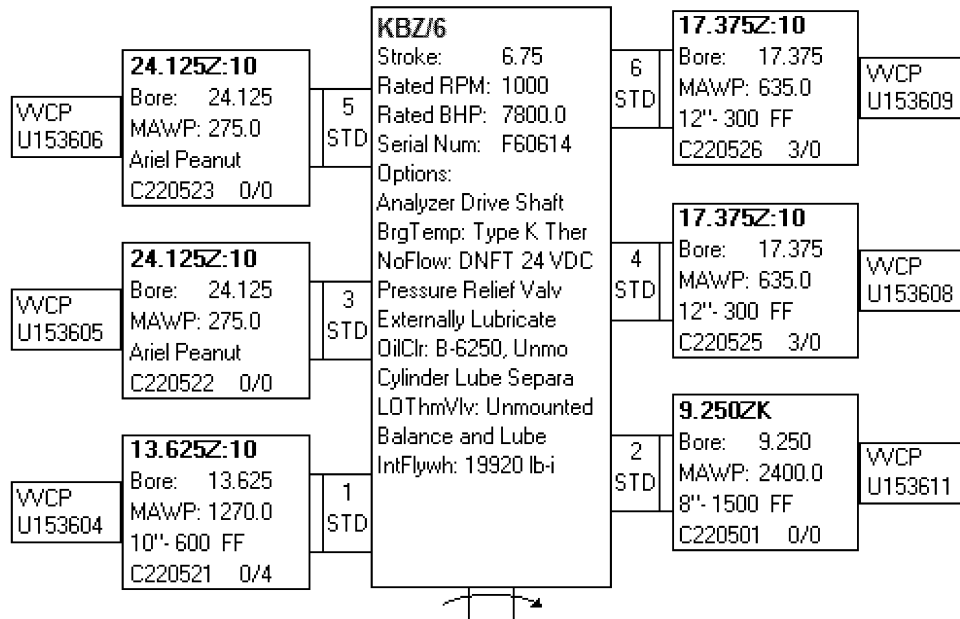 VVCP
U153606
24.125Z:10
Bore: 24.125
MAWP: 275.0
Ariel Peanut
C220523 0/0
5
STD
VVCP
U153605
24.125Z:10
Bore: 24.125
MAWP: 275.0
Ariel Peanut
C220522 0/0
3
STD
VVCP
U153604
13.625Z:10
Bore: 13.625
MAWP: 1270.0
10"- 600 FF
C220521 0/4
1
STD
KBZ/6
Stroke: 6.75
Rated RPM: 1000
Rated BHP: 7800.0
Serial Num: F60614
Options:
Analyzer Drive Shaft
BrgTemp: Type K Ther
NoFlow: DNFT 24 VDC
Pressure Relief Valv
Externally Lubricate
OilClr: B-6250, Unmo
Cylinder Lube Separa
LOThmVlv: Unmounted
Balance and Lube
IntFlywh: 19920 lb-i
6
STD
17.375Z:10
Bore: 17.375
MAWP: 635.0
12"- 300 FF
C220526 3/0
VVCP
U153609
4
STD
17.375Z:10
Bore: 17.375
MAWP: 635.0
12"- 300 FF
C220525 3/0
VVCP
U153608
2
STD
9.250ZK
Bore: 9.250
MAWP: 2400.0
8"- 1500 FF
C220501 0/0
VVCP
U153611